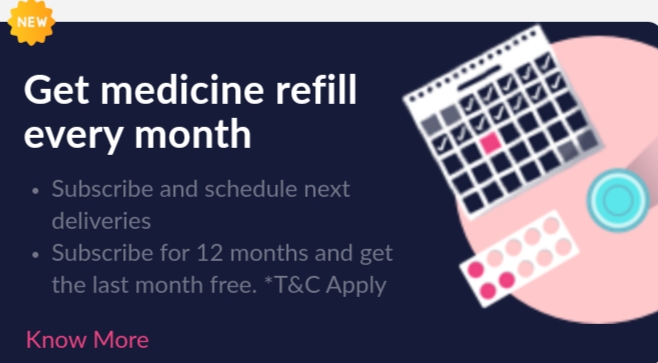 NEW
Get medicine refill
every month
• Subscribe and schedule next
deliveries
• Subscribe for 12 months and get
the last month free. *T&C Apply
Know More